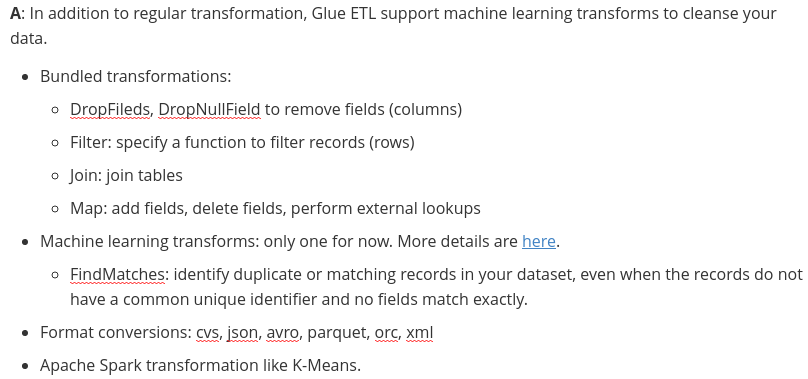 A: In addition to regular transformation, Glue ETL support machine learning transforms to cleanse your
data.
• Bundled transformations:
◦ DropFileds, DropNullField to remove fields (columns)
◦ Filter: specify a function to filter records (rows)
◦ Join: join tables
◦ Map: add fields, delete fields, perform external lookups
• Machine learning transforms: only one for now. More details are here.
◦ FindMatches: identify duplicate or matching records in your dataset, even when the records do not
have a common unique identifier and no fields match exactly.
• Format conversions: cvs, json, avro, parquet, orc, xml
• Apache Spark transformation like K-Means.